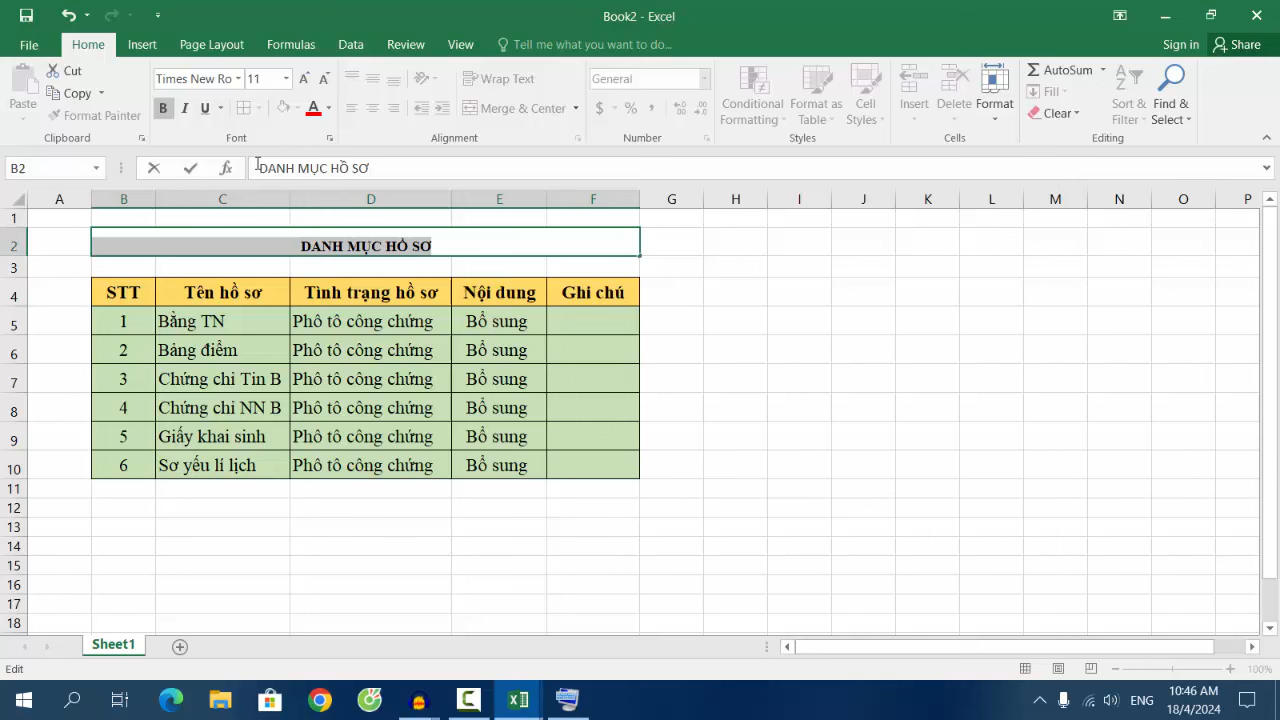 Book2 - Excel
File Home Insert Page Layout Formulas Data Review View Tell me what you want to do... Sign in Share
Paste Cut Copy Format Painter Clipboard
Times New Ro 11 B I U A Font
Wrap Text Merge & Center Alignment
General $ % , Number
Conditional Formatting Format as Table Cell Styles Styles
Insert Delete Format Cells
AutoSum Fill Clear Sort & Filter Find & Select Editing
B2 fx DANH MỤC HỒ SƠ
A B C D E F G H I J K L M N O P
1
2 DANH MỤC HỒ SƠ
3
4 STT Tên hồ sơ Tình trạng hồ sơ Nội dung Ghi chú
5 1 Bằng TN Phô tô công chứng Bổ sung
6 2 Bảng điểm Phô tô công chứng Bổ sung
7 3 Chứng chỉ Tin B Phô tô công chứng Bổ sung
8 4 Chứng chỉ NN B Phô tô công chứng Bổ sung
9 5 Giấy khai sinh Phô tô công chứng Bổ sung
10 6 Sơ yếu lí lịch Phô tô công chứng Bổ sung
11
12
13
14
15
16
17
18
Sheet1
Edit 100%
ENG 10:46 AM
18/4/2024